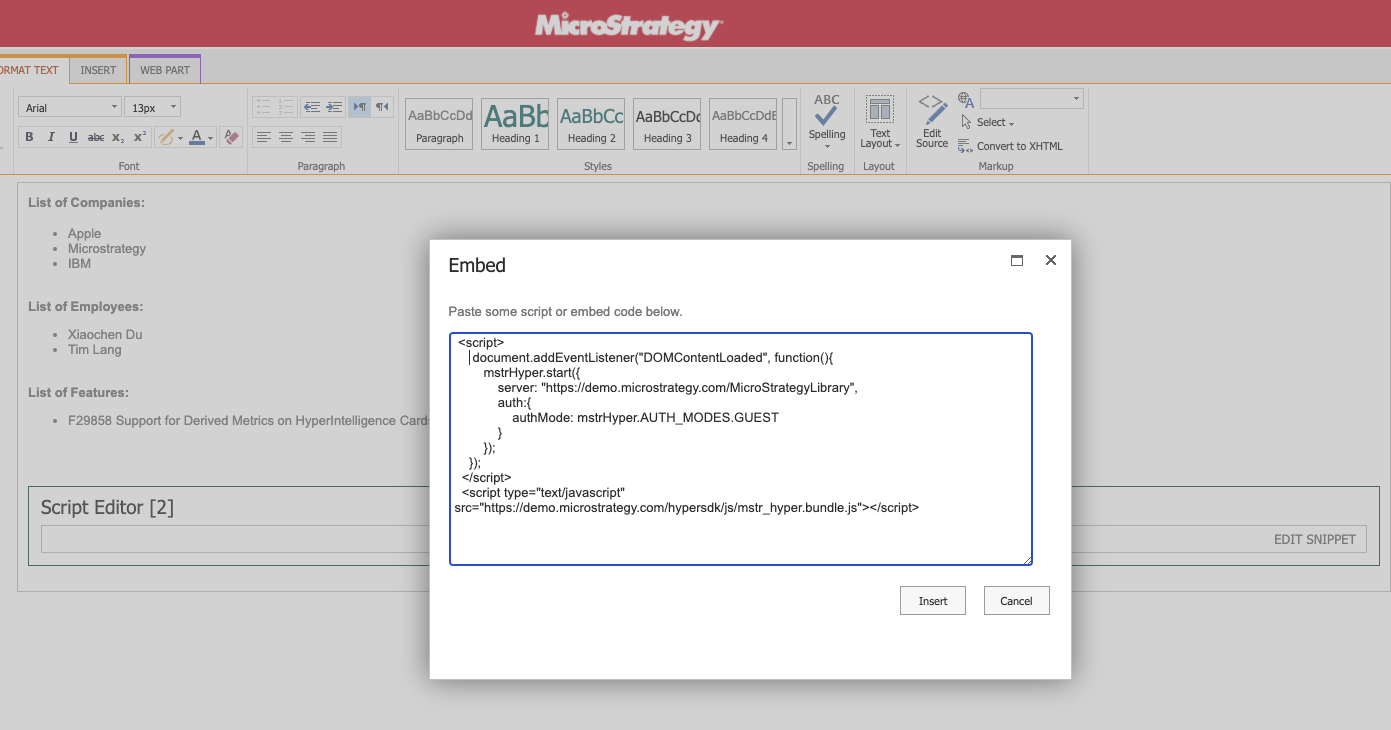 MicroStrategy
ORMAT TEXT INSERT WEB PART
Arial 13px
B I U abc X₂ X² A
AaBbCcDd AaBb AaBbCc AaBbCcDc AaBbCcDdE
Paragraph Heading 1 Heading 2 Heading 3 Heading 4
ABC
Spelling
Text
Layout
Edit
Source
Select
Convert to XHTML
Font Paragraph Styles Spelling Layout Markup
List of Companies:
• Apple
• Microstrategy
• IBM
List of Employees:
• Xiaochen Du
• Tim Lang
List of Features:
• F29858 Support for Derived Metrics on HyperIntelligence Card
Script Editor [2]
EDIT SNIPPET
Embed
Paste some script or embed code below.
<script>
document.addEventListener("DOMContentLoaded", function(){
mstrHyper.start({
server: "https://demo.microstrategy.com/MicroStrategyLibrary",
auth:{
authMode: mstrHyper.AUTH_MODES.GUEST
}
});
});
</script>
<script type="text/javascript"
src="https://demo.microstrategy.com/hypersdk/js/mstr_hyper.bundle.js"></script>
Insert Cancel